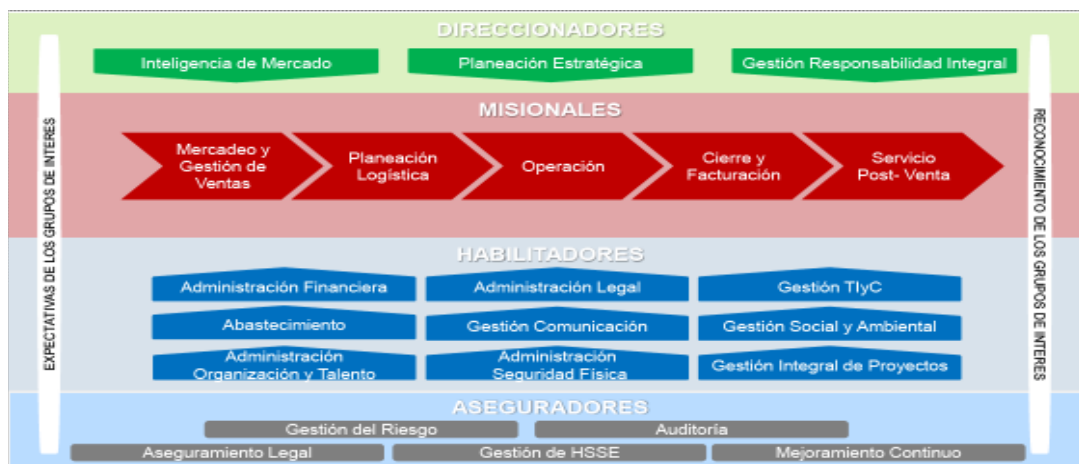 DIRECCIONADORES
Inteligencia de Mercado
Planeación Estratégica
Gestión Responsabilidad Integral
EXPECTATIVAS DE LOS GRUPOS DE INTERES
MISIONALES
Mercadeo y
Gestión de
Ventas
Planeación
Logística
Operación
Cierre y
Facturación
Servicio
Post- Venta
RECONOCIMIENTO DE LOS GRUPOS DE INTERES
HABILITADORES
Administración Financiera
Administración Legal
Gestión TIyC
Abastecimiento
Gestión Comunicación
Gestión Social y Ambiental
Administración
Organización y Talento
Administración
Seguridad Física
Gestión Integral de Proyectos
ASEGURADORES
Gestión del Riesgo
Auditoría
Aseguramiento Legal
Gestión de HSSE
Mejoramiento Continuo